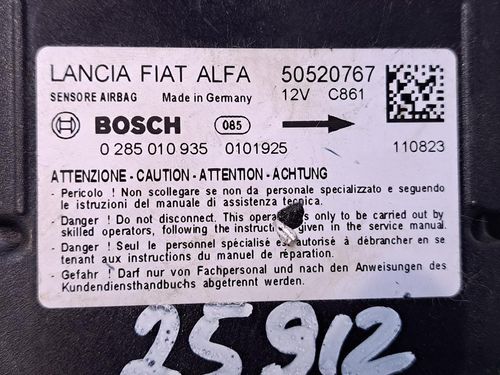 LANCIA FIAT ALFA 50520767
SENSORE AIRBAG Made in Germany 12V C861
BOSCH 085
0 285 010 935 0101925 110823
ATTENZIONE - CAUTION - ATTENTION - ACHTUNG
- Pericolo ! Non scollegare se non da personale specializzato e seguendo
le istruzioni del manuale di assistenza tecnica.
- Danger ! Do not disconnect. This only to be carried out by
skilled operators, following the given in the service manual.
- Danger ! Seul le personnel spécialisé est autorisé à débrancher en se
tenant aux instructions du manuel de réparation.
- Gefahr ! Darf nur von Fachpersonal und nach den Anweisungen des
Kundendiensthandbuchs abgetrennt werden.
25912